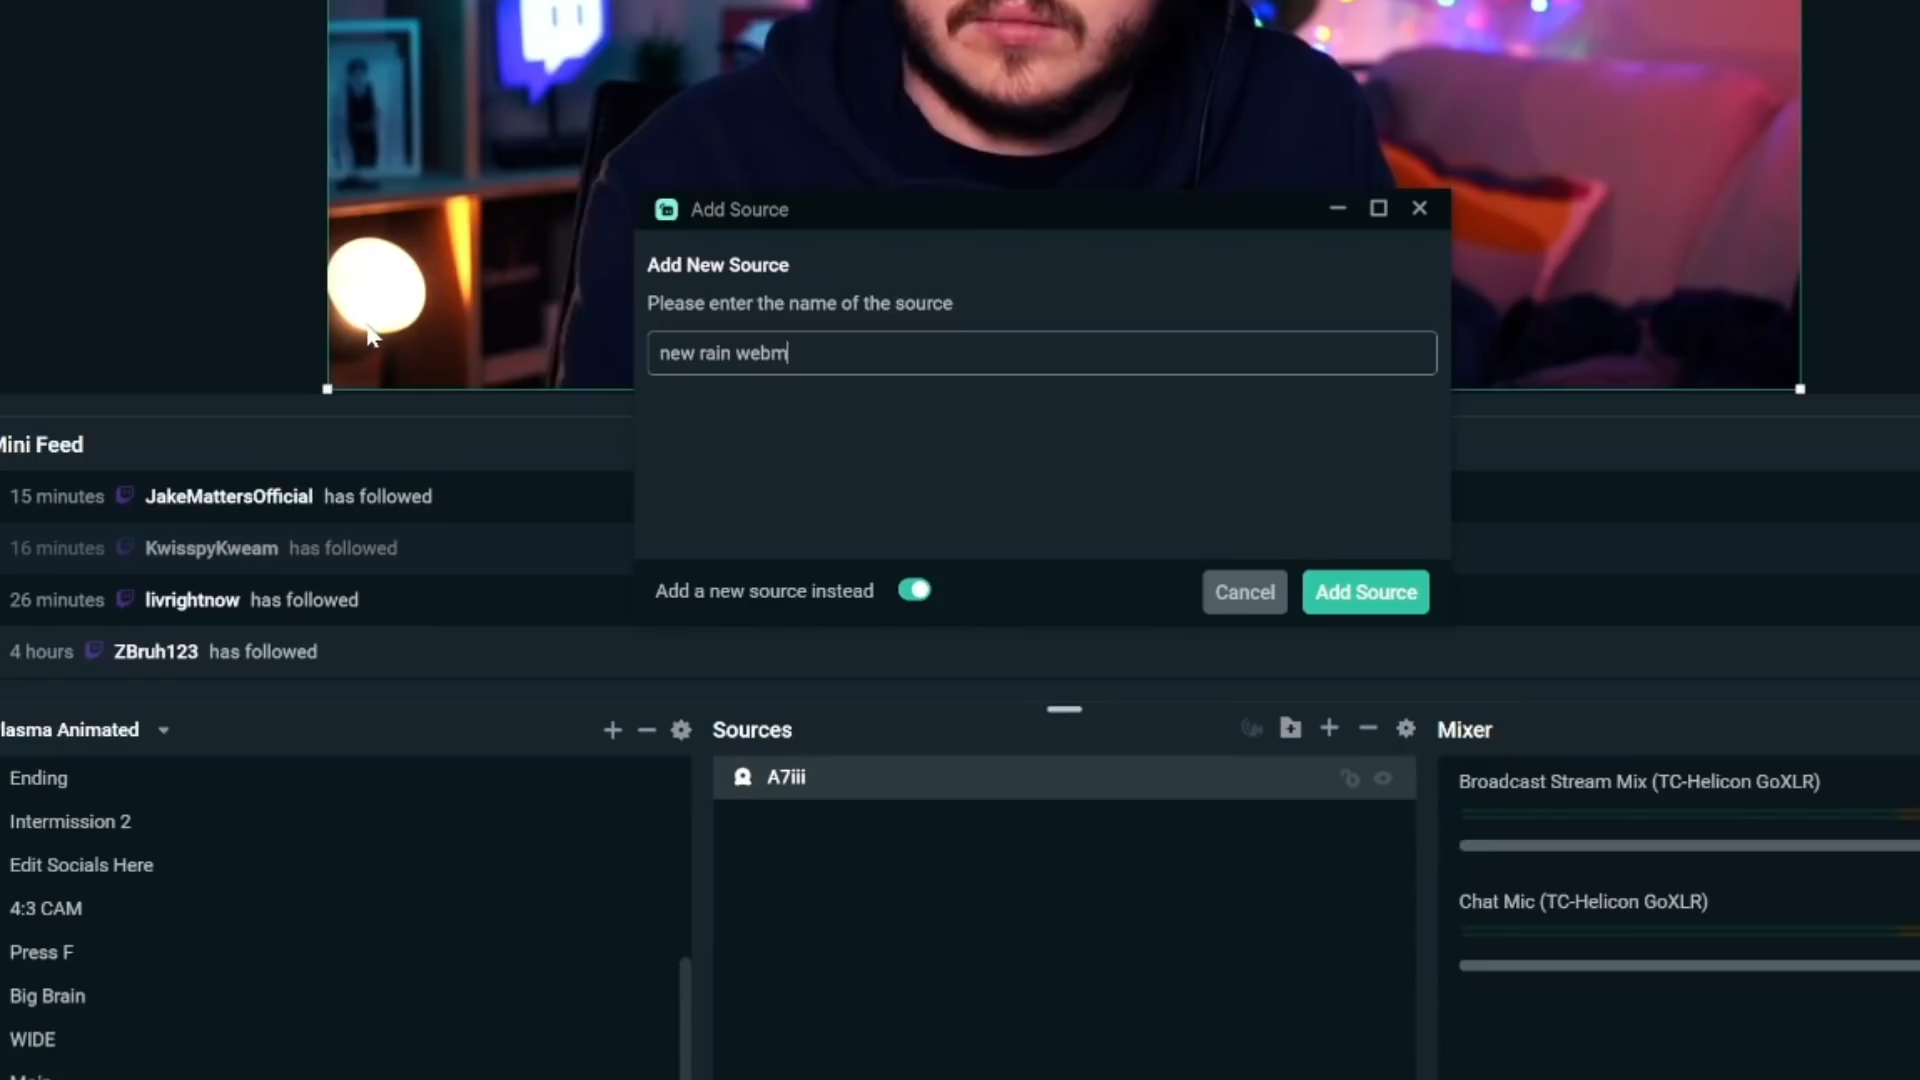 Add Source
Add New Source
Please enter the name of the source
new rain webm
Add a new source instead
Cancel
Add Source
Mini Feed
15 minutes JakeMattersOfficial has followed
16 minutes KwisspyKweam has followed
26 minutes livrightnow has followed
4 hours ZBruh123 has followed
lasma Animated
Ending
Intermission 2
Edit Socials Here
4:3 CAM
Press F
Big Brain
WIDE
Sources
A7iii
Mixer
Broadcast Stream Mix (TC-Helicon GoXLR)
Chat Mic (TC-Helicon GoXLR)